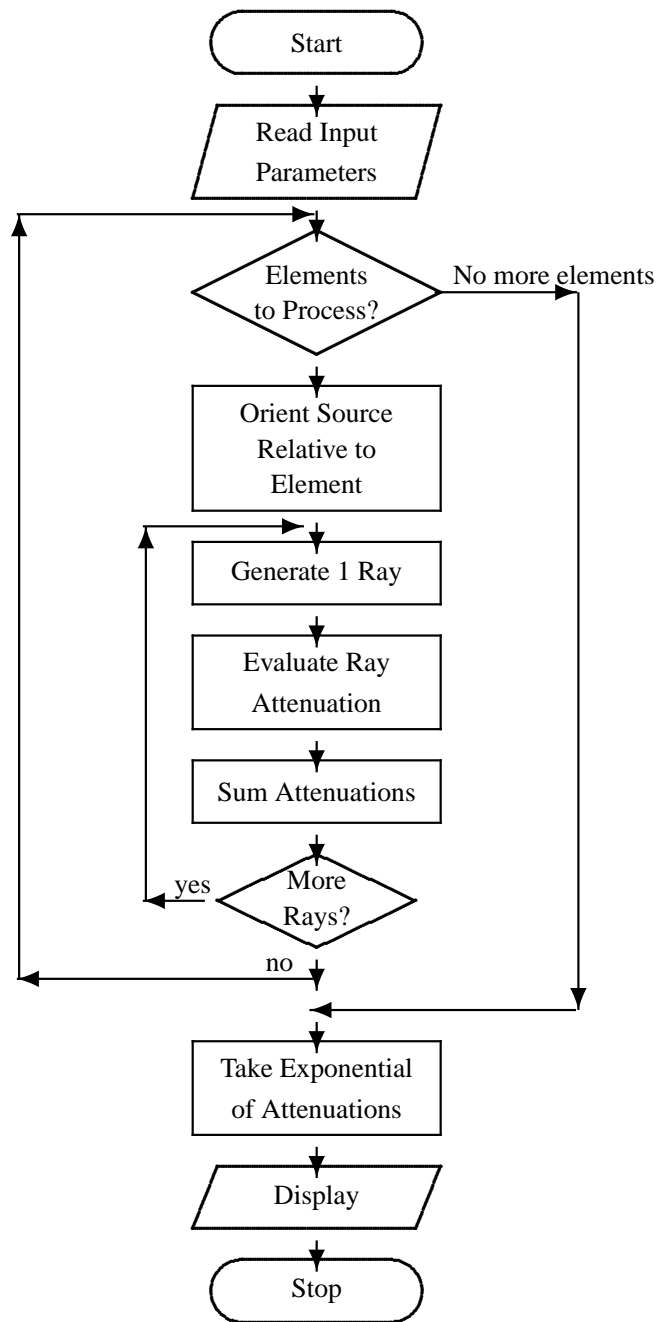 Start
Read Input
Parameters
Elements
to Process?
No more elements
Orient Source
Relative to
Element
Generate 1 Ray
Evaluate Ray
Attenuation
Sum Attenuations
More
Rays?
yes
no
Take Exponential
of Attenuations
Display
Stop